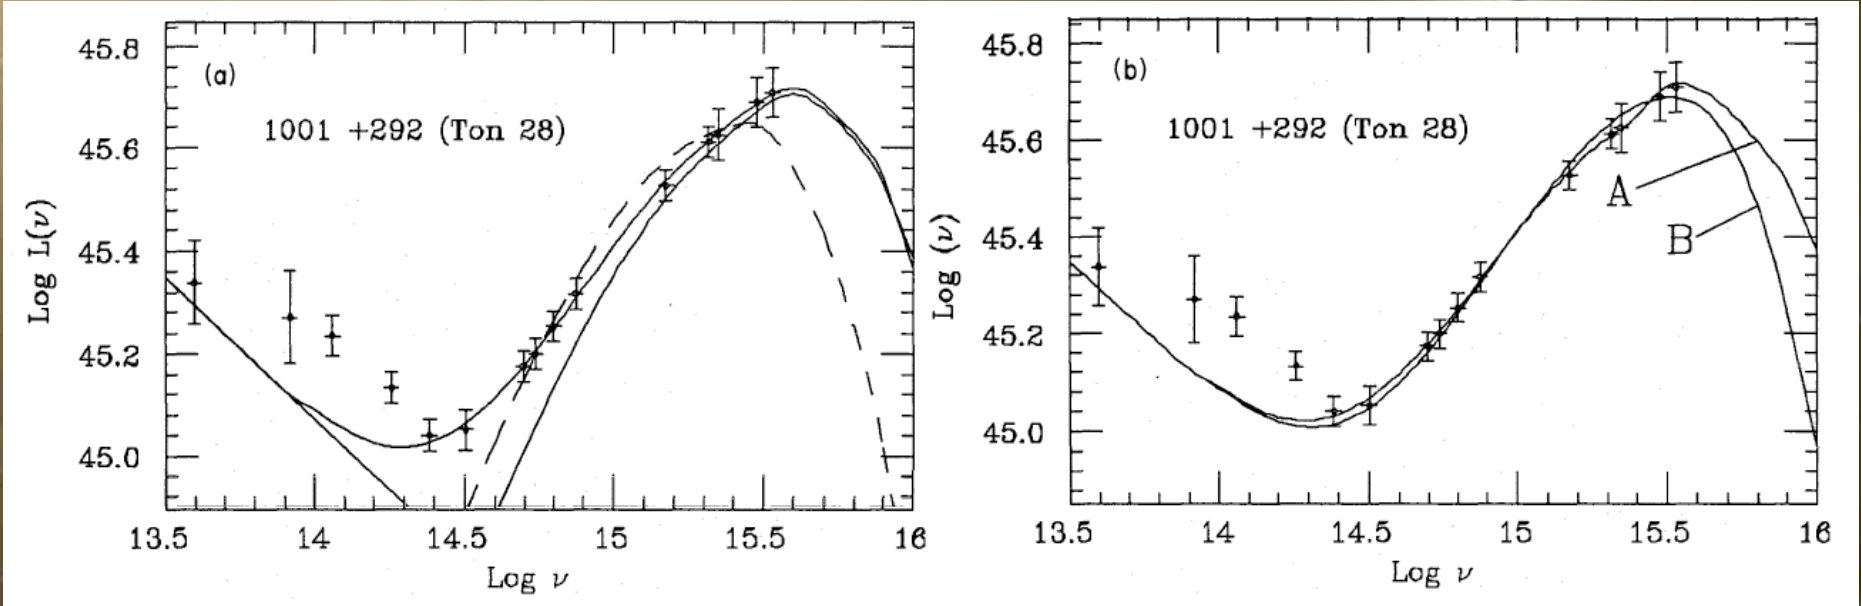 (a)
1001 +292 (Ton 28)
Log L(ν)
45.8
45.6
45.4
45.2
45.0
13.5 14 14.5 15 15.5 16
Log ν
(b)
1001 +292 (Ton 28)
Log (ν)
45.8
45.6
45.4
45.2
45.0
A
B
13.5 14 14.5 15 15.5 16
Log ν